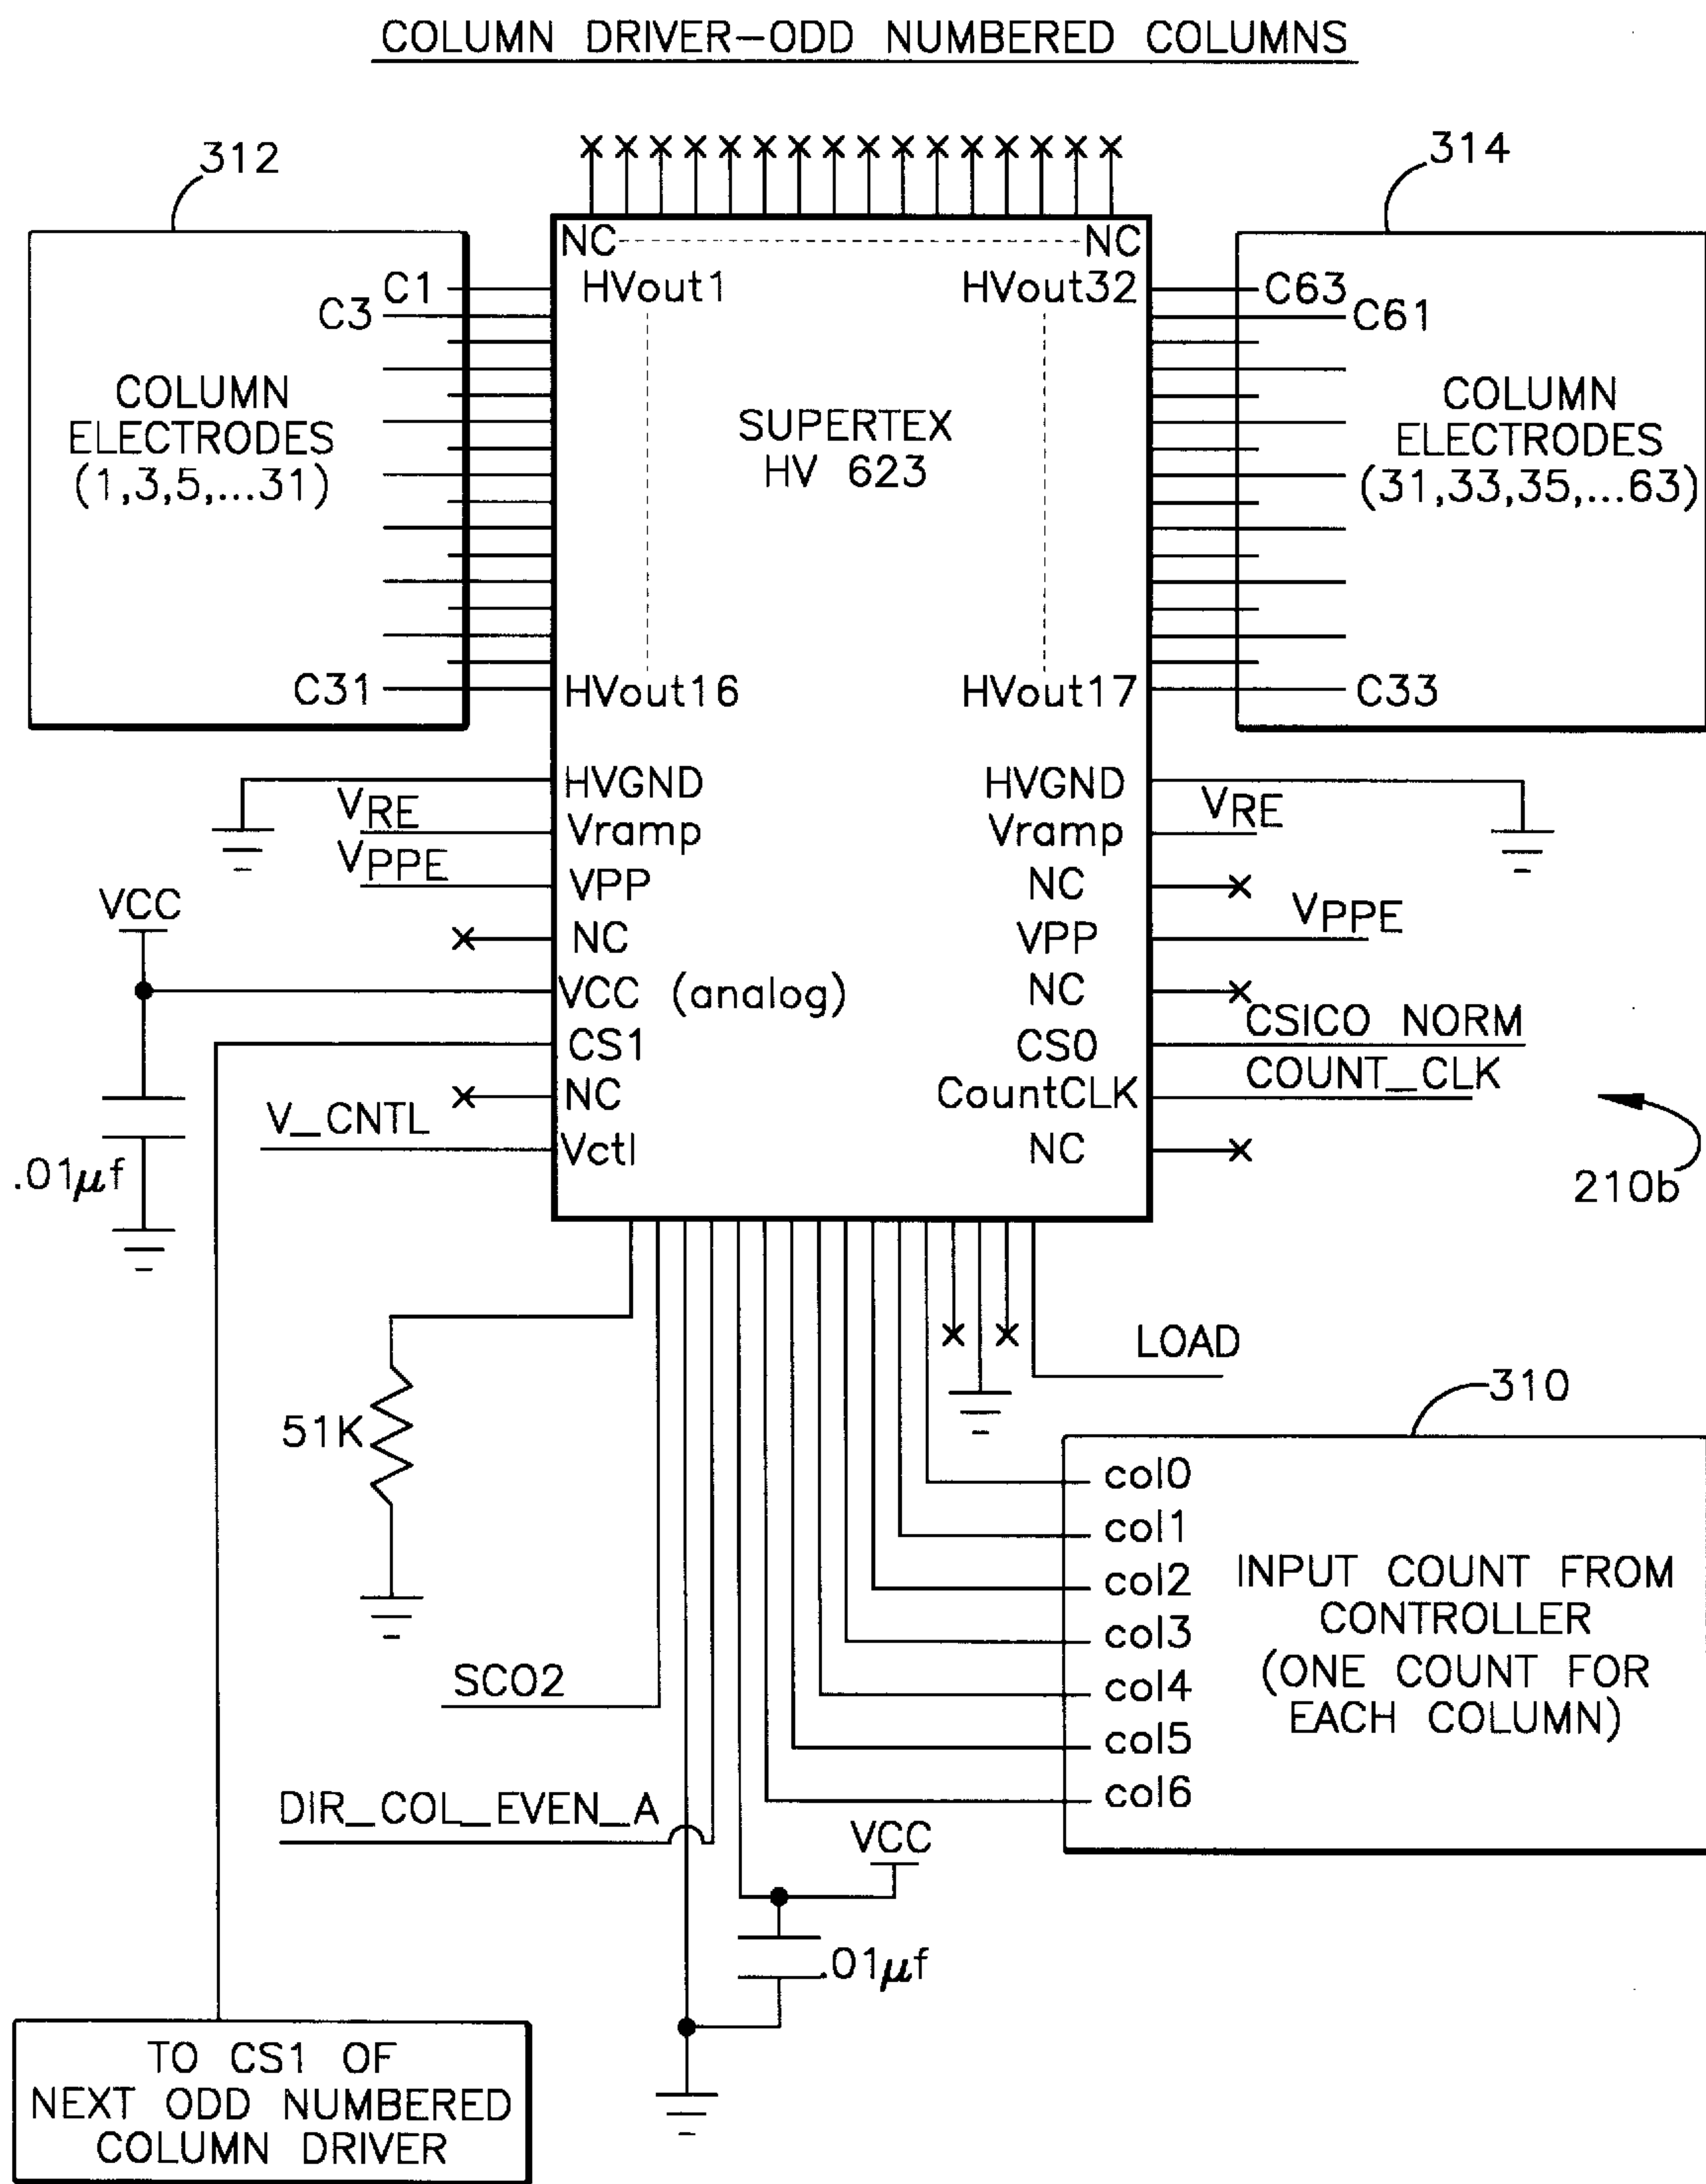 COLUMN DRIVER-ODD NUMBERED COLUMNS
312
314
NC
NC
C1
HVout1
HVout32
C63
C3
C61
COLUMN
ELECTRODES
(1,3,5,...31)
SUPERTEX
HV 623
COLUMN
ELECTRODES
(31,33,35,...63)
C31
HVout16
HVout17
C33
HVGND
HVGND
VRE
Vramp
Vramp
VRE
VPPE
VPP
NC
VCC
NC
VPP
VPPE
VCC (analog)
NC
CS1
CSO
CSICO NORM
NC
CountCLK
COUNT_CLK
V_CNTL
Vctl
NC
.01μf
210b
LOAD
310
51K
col0
col1
col2
col3
col4
col5
col6
INPUT COUNT FROM
CONTROLLER
(ONE COUNT FOR
EACH COLUMN)
SCO2
DIR_COL_EVEN_A
VCC
.01μf
TO CS1 OF
NEXT ODD NUMBERED
COLUMN DRIVER